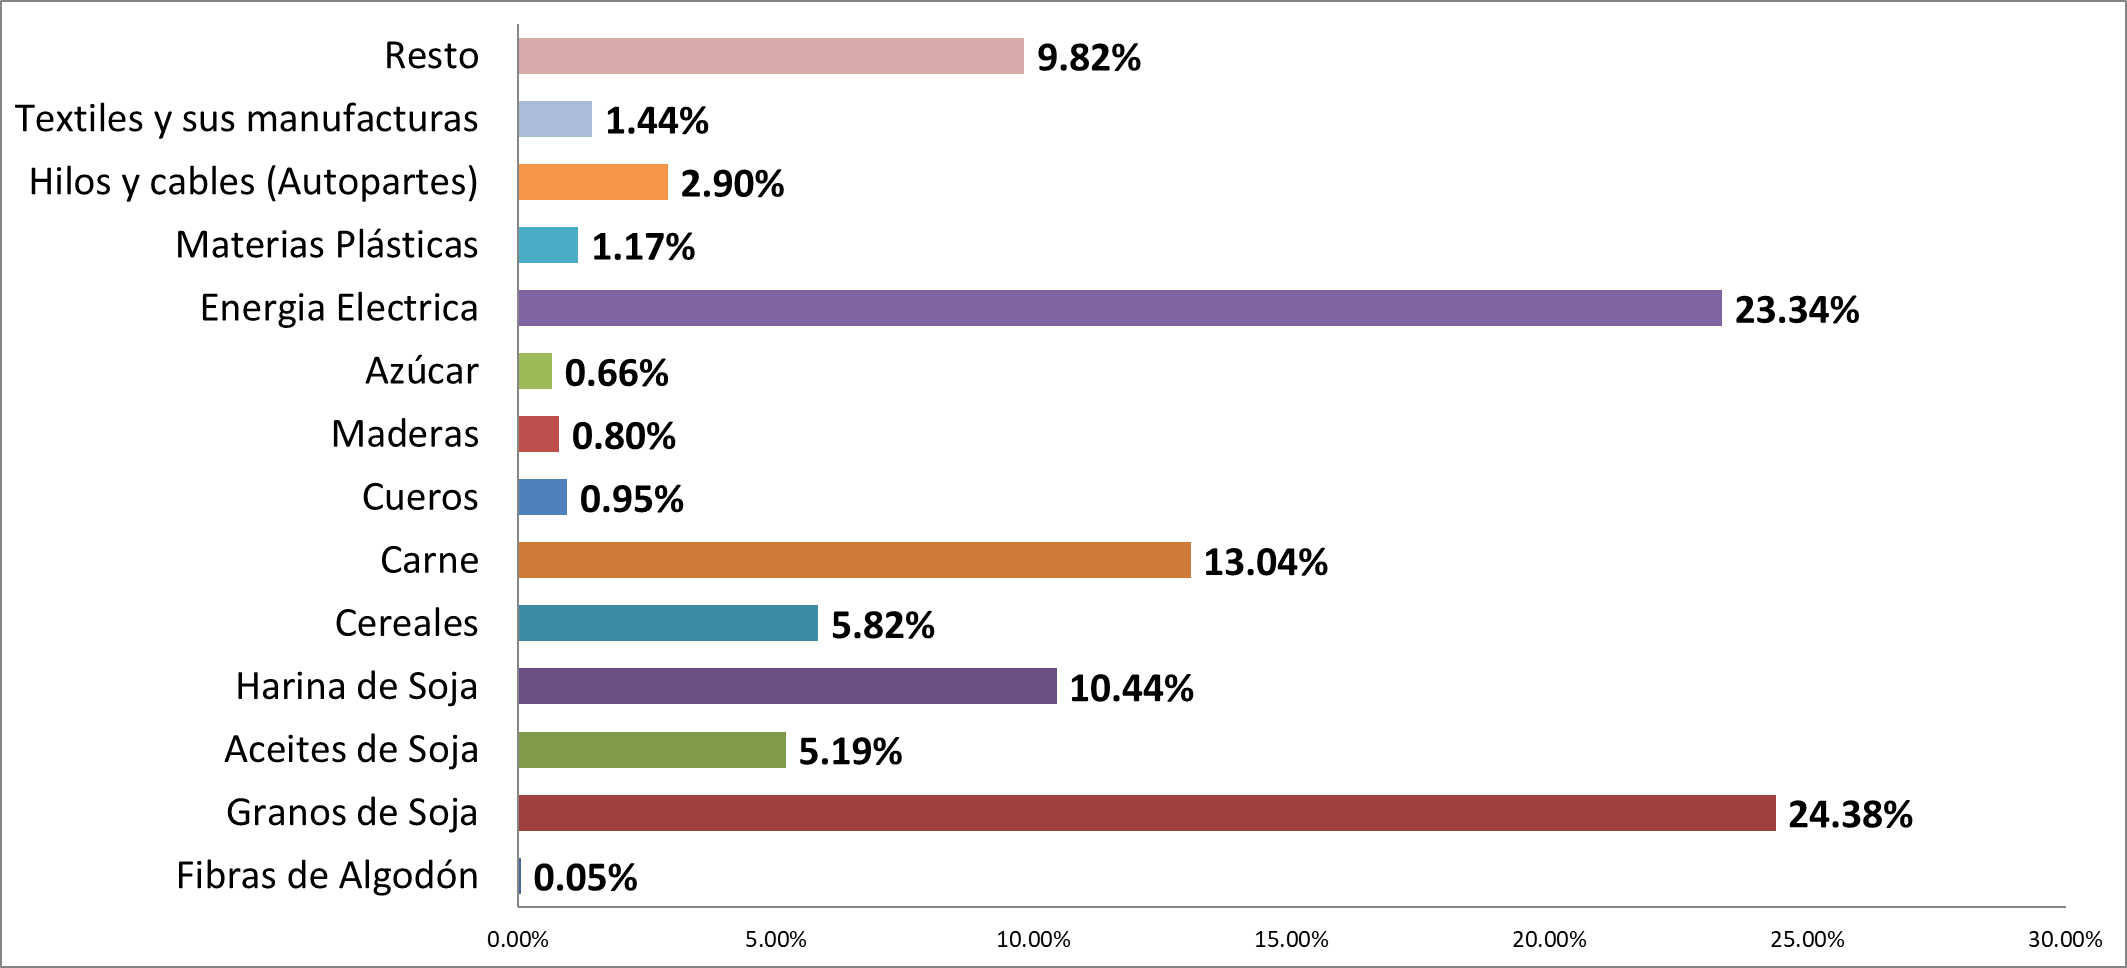 Resto 9.82%
Textiles y sus manufacturas 1.44%
Hilos y cables (Autopartes) 2.90%
Materias Plásticas 1.17%
Energia Electrica 23.34%
Azúcar 0.66%
Maderas 0.80%
Cueros 0.95%
Carne 13.04%
Cereales 5.82%
Harina de Soja 10.44%
Aceites de Soja 5.19%
Granos de Soja 24.38%
Fibras de Algodón 0.05%
0.00% 5.00% 10.00% 15.00% 20.00% 25.00% 30.00%